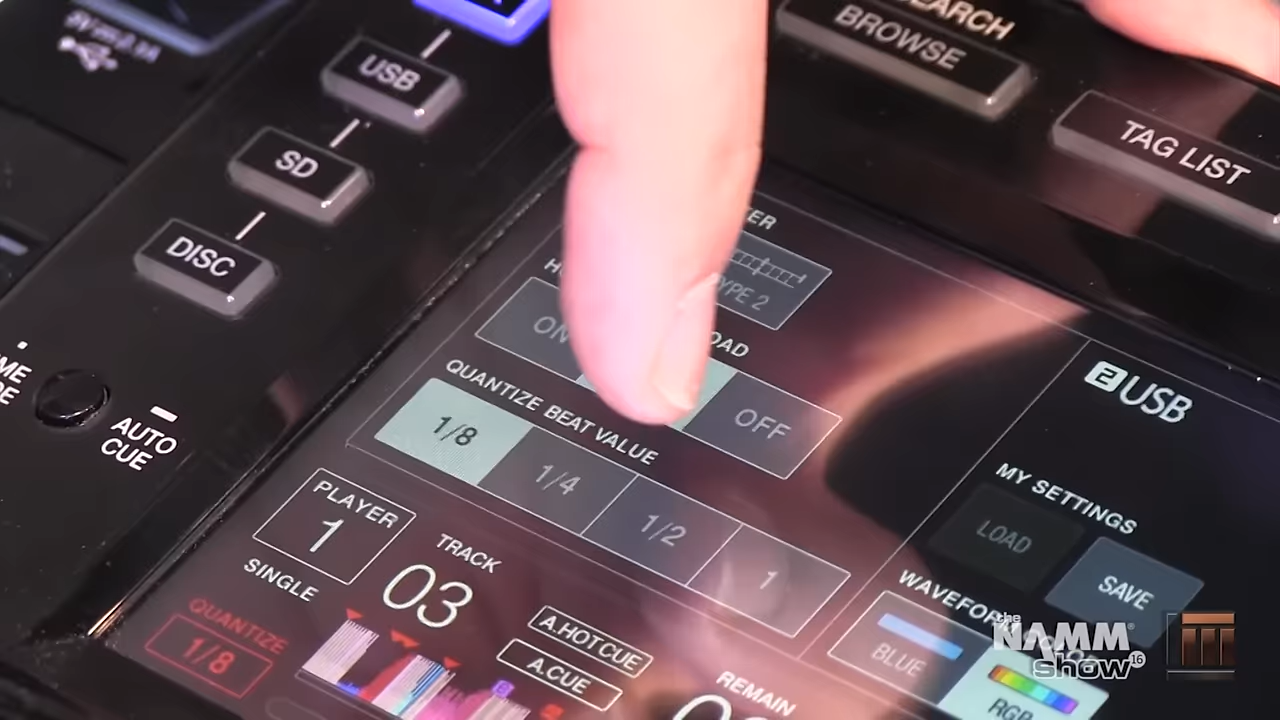 USB
BROWSE
SD
TAG LIST
DISC
ON
OFF
QUANTIZE BEAT VALUE
1/8
1/4
1/2
1
USB
MY SETTINGS
LOAD
SAVE
AUTO
CUE
PLAYER
1
SINGLE
TRACK
03
A.HOTCUE
A.CUE
QUANTIZE
1/8
REMAIN
BLUE
RGB
the
NAMM
show
16